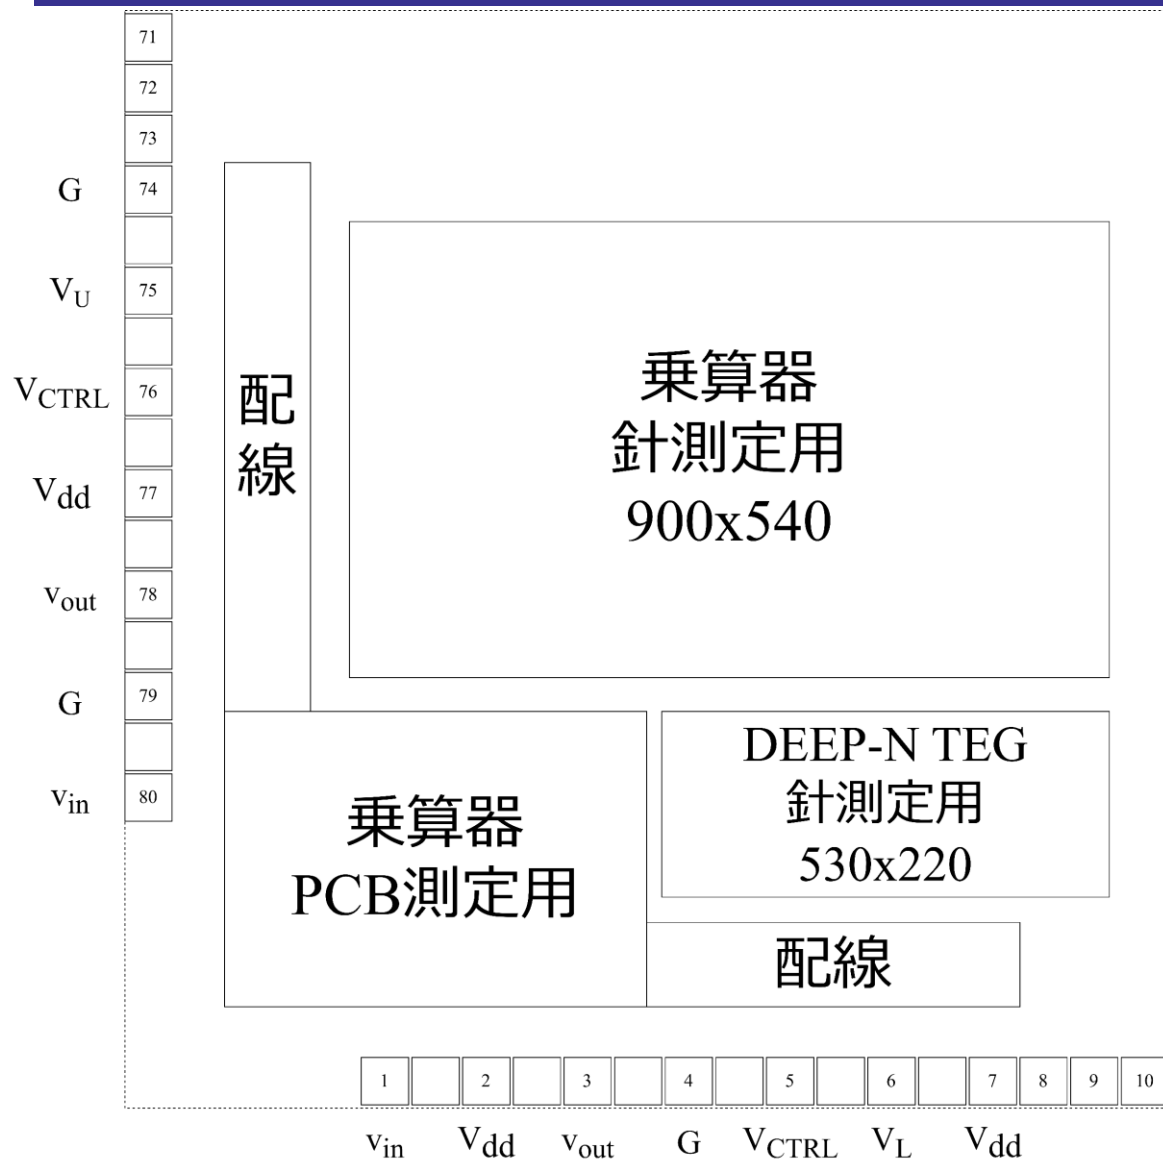 71
72
73
G 74
V_U 75
V_CTRL 76
V_dd 77
v_out 78
G 79
v_in 80
配
線
乗算器
針測定用
900x540
DEEP-N TEG
針測定用
530x220
乗算器
PCB測定用
配線
1 2 3 4 5 6 7 8 9 10
v_in V_dd v_out G V_CTRL V_L V_dd